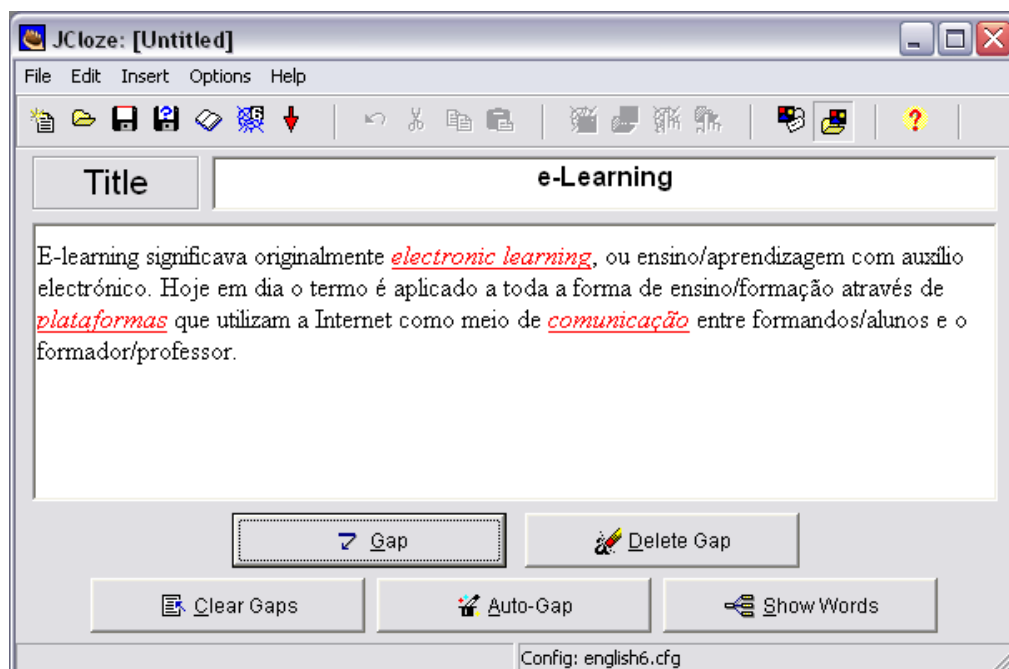 JCloze: [Untitled]
File Edit Insert Options Help
Title
e-Learning
E-learning significava originalmente electronic learning, ou ensino/aprendizagem com auxílio
electrónico. Hoje em dia o termo é aplicado a toda a forma de ensino/formação através de
plataformas que utilizam a Internet como meio de comunicação entre formandos/alunos e o
formador/professor.
Gap
Delete Gap
Clear Gaps
Auto-Gap
Show Words
Config: english6.cfg